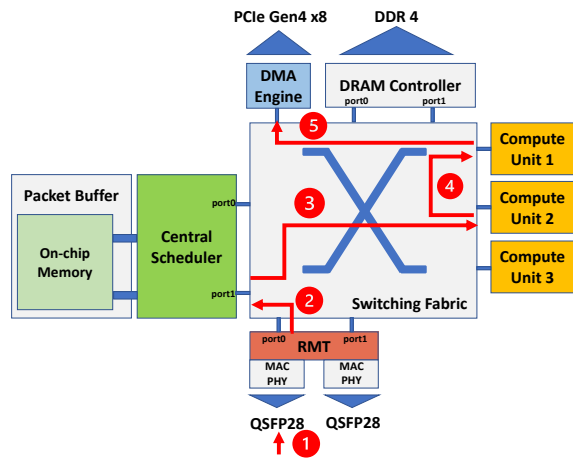 PCIe Gen4 x8
DDR 4
DMA
Engine
DRAM Controller
port0
port1
5
Compute
Unit 1
4
Packet Buffer
On-chip
Memory
Central
Scheduler
port0
port1
3
Compute
Unit 2
Compute
Unit 3
2
Switching Fabric
port0
port1
RMT
MAC
PHY
MAC
PHY
QSFP28
QSFP28
1